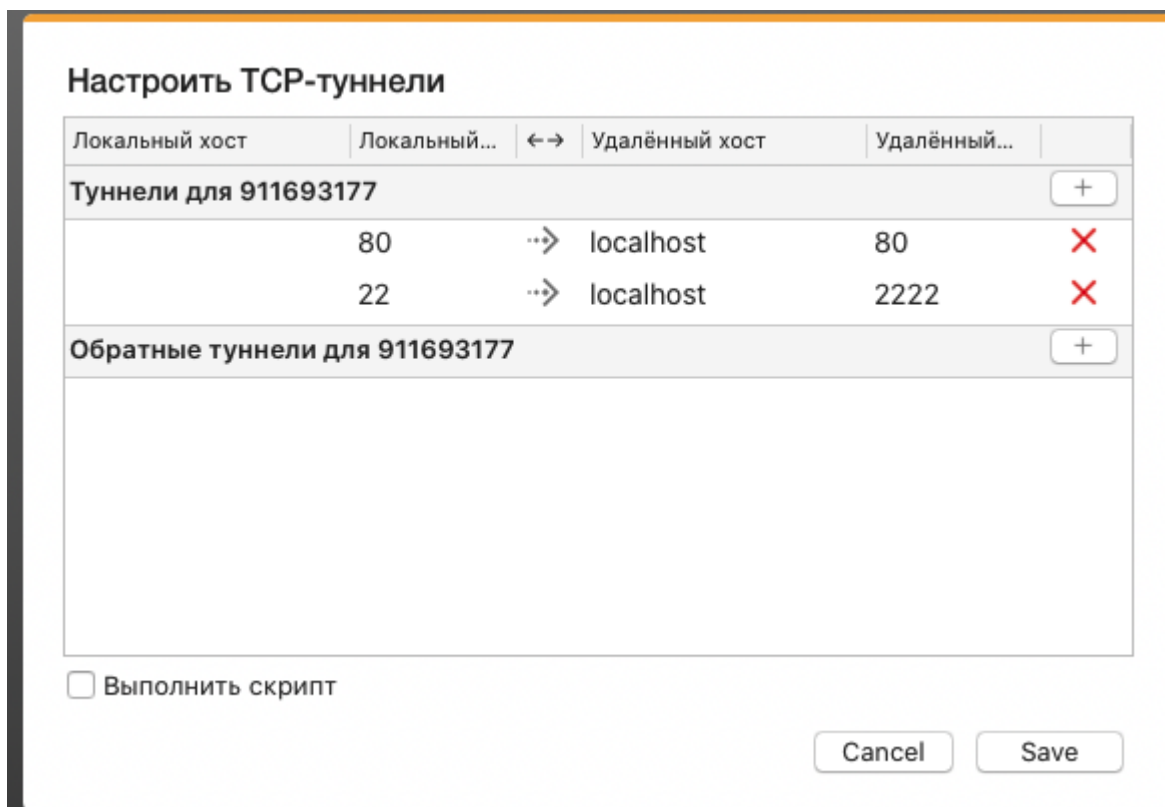 Настроить TCP-туннели
Локальный хост Локальный... ←→ Удалённый хост Удалённый...
Туннели для 911693177 +
80 localhost 80
22 localhost 2222
Обратные туннели для 911693177 +
Выполнить скрипт
Cancel Save